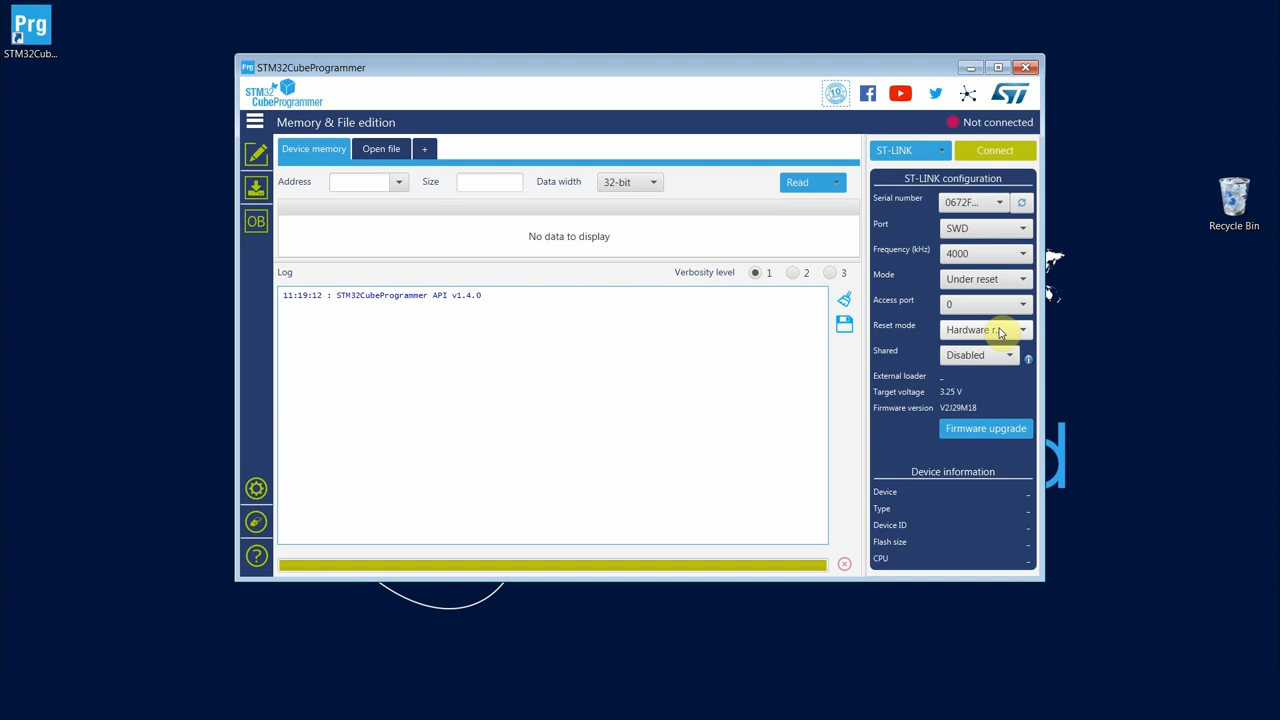 Prg
STM32Cub...
Prg STM32CubeProgrammer
STM32 CubeProgrammer
Memory & File edition
Not connected
Device memory Open file +
ST-LINK Connect
Address Size Data width 32-bit Read
ST-LINK configuration
Serial number 0672F...
Port SWD
No data to display
Frequency (kHz) 4000
Log Verbosity level 1 2 3
Mode Under reset
11:19:12 : STM32CubeProgrammer API v1.4.0
Access port 0
Reset mode Hardware r...
Shared Disabled
External loader _
Target voltage 3.25 V
Firmware version V2J29M18
Firmware upgrade
Device information
Device _
Type _
Device ID _
Flash size _
CPU _
OB
?
Recycle Bin
d